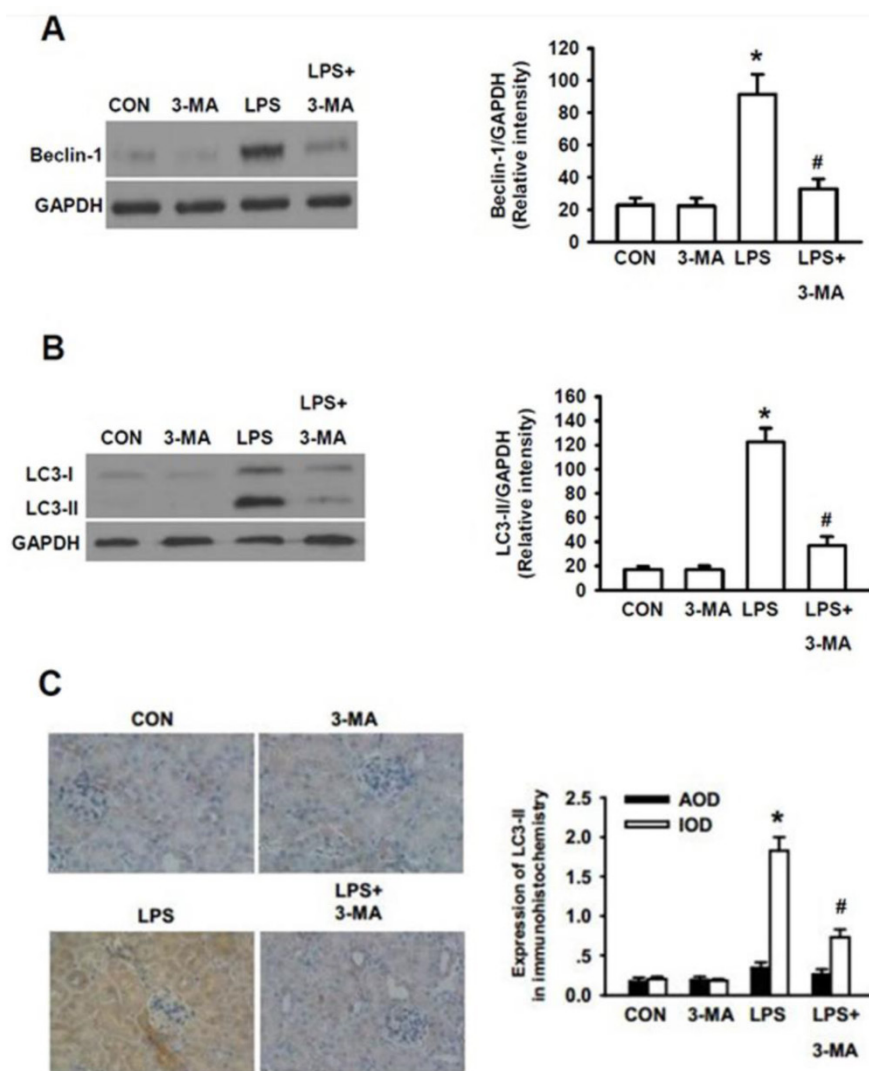 A
CON 3-MA LPS LPS+
3-MA
Beclin-1
GAPDH
Beclin-1/GAPDH
(Relative intensity)
120
100
80
60
40
20
0
*
#
CON 3-MA LPS LPS+
3-MA
B
CON 3-MA LPS LPS+
3-MA
LC3-I
LC3-II
GAPDH
LC3-II/GAPDH
(Relative intensity)
160
140
120
100
80
60
40
20
0
*
#
CON 3-MA LPS LPS+
3-MA
C
CON 3-MA
LPS LPS+
3-MA
Expression of LC3-II
in immunohistochemistry
2.5
2.0
1.5
1.0
.5
0.0
AOD
IOD
*
#
CON 3-MA LPS LPS+
3-MA